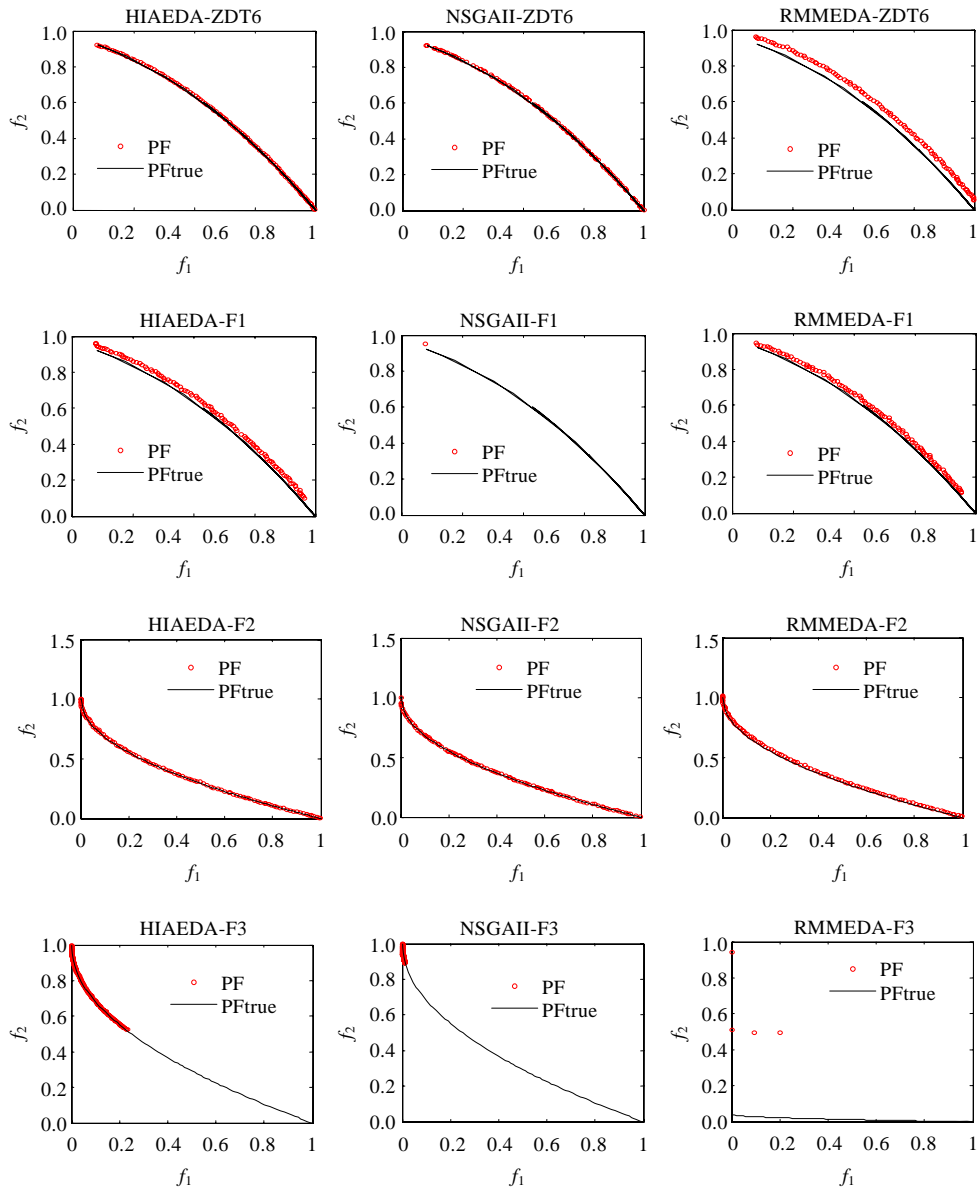 HIAEDA-ZDT6
1.0
0.8
0.6
0.4
0.2
0.0
f2
PF
PFtrue
0 0.2 0.4 0.6 0.8 1
f1
NSGAII-ZDT6
1.0
0.8
0.6
0.4
0.2
0.0
f2
PF
PFtrue
0 0.2 0.4 0.6 0.8 1
f1
RMMEDA-ZDT6
1.0
0.8
0.6
0.4
0.2
0.0
f2
PF
PFtrue
0 0.2 0.4 0.6 0.8 1
f1
HIAEDA-F1
1.0
0.8
0.6
0.4
0.2
0.0
f2
PF
PFtrue
0 0.2 0.4 0.6 0.8 1
f1
NSGAII-F1
1.0
0.8
0.6
0.4
0.2
0.0
f2
PF
PFtrue
0 0.2 0.4 0.6 0.8 1
f1
RMMEDA-F1
1.0
0.8
0.6
0.4
0.2
0.0
f2
PF
PFtrue
0 0.2 0.4 0.6 0.8 1
f1
HIAEDA-F2
1.5
1.0
0.5
0.0
f2
PF
PFtrue
0 0.2 0.4 0.6 0.8 1
f1
NSGAII-F2
1.5
1.0
0.5
0.0
f2
PF
PFtrue
0 0.2 0.4 0.6 0.8 1
f1
RMMEDA-F2
1.5
1.0
0.5
0.0
f2
PF
PFtrue
0 0.2 0.4 0.6 0.8 1
f1
HIAEDA-F3
1.0
0.8
0.6
0.4
0.2
0.0
f2
PF
PFtrue
0 0.2 0.4 0.6 0.8 1
f1
NSGAII-F3
1.0
0.8
0.6
0.4
0.2
0.0
f2
PF
PFtrue
0 0.2 0.4 0.6 0.8 1
f1
RMMEDA-F3
1.0
0.8
0.6
0.4
0.2
0.0
f2
PF
PFtrue
0 0.2 0.4 0.6 0.8 1
f1